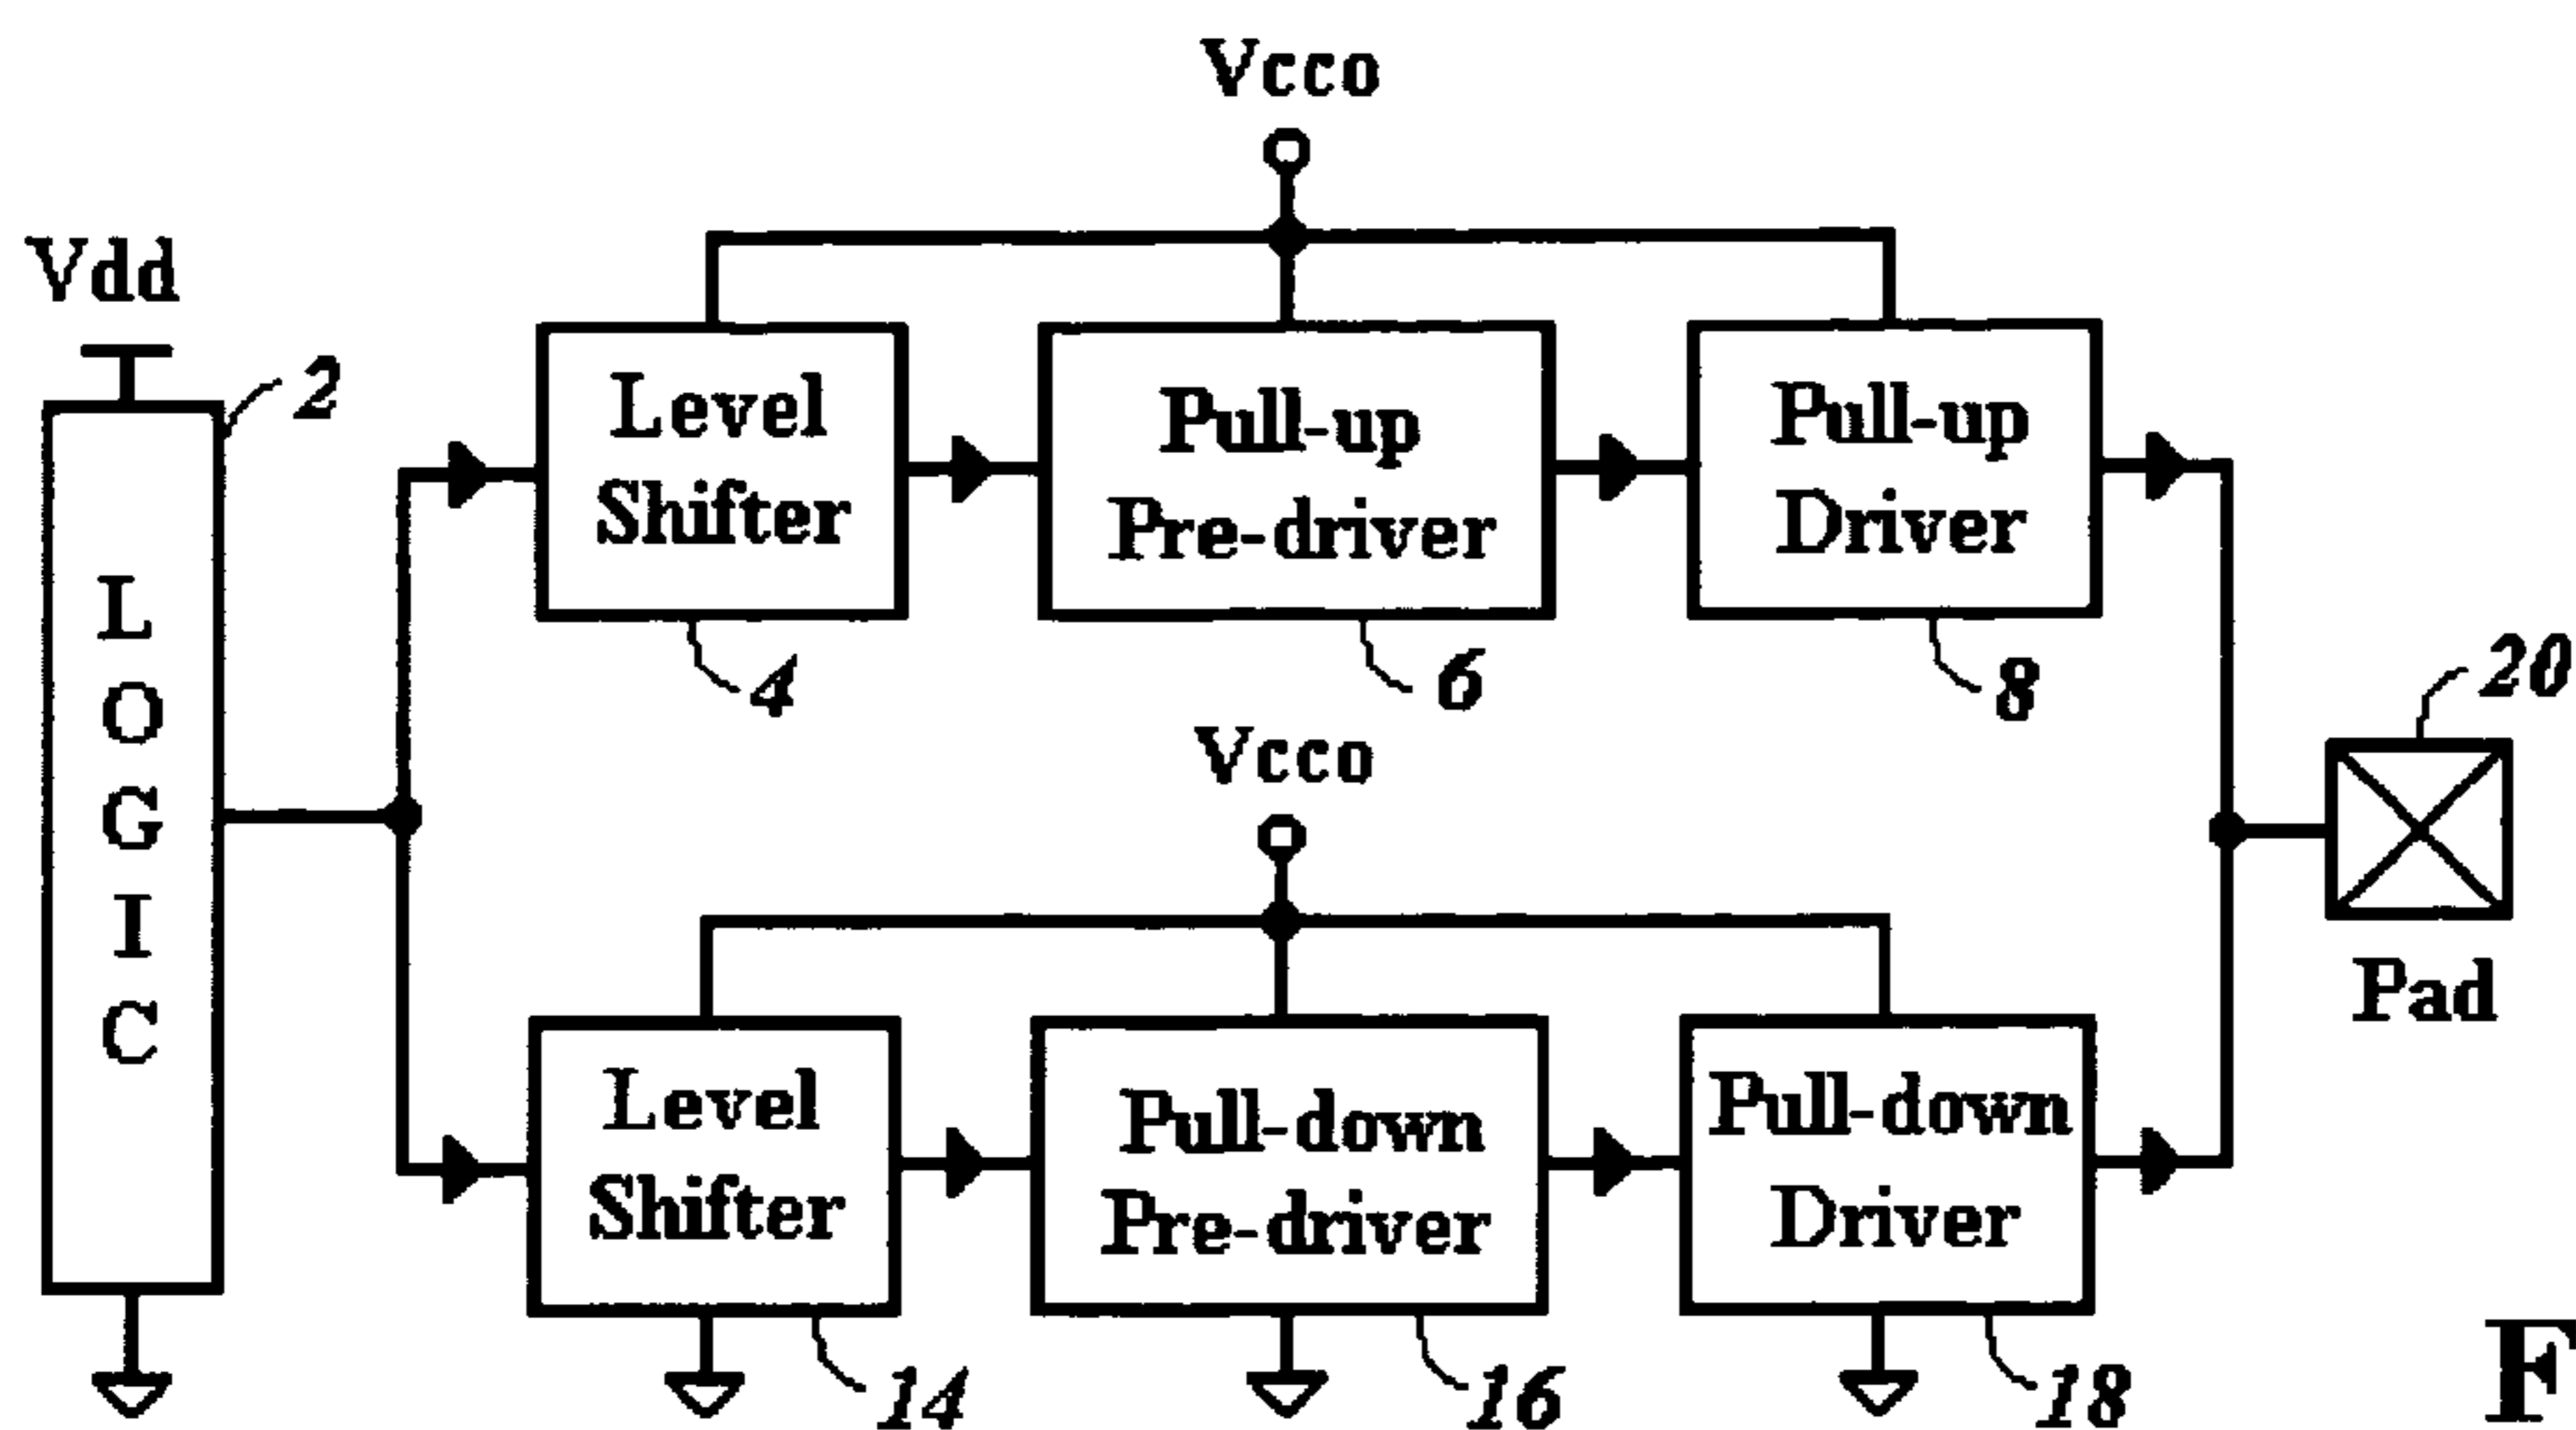 Vcco
Vdd
2
Level
Shifter
Pull-up
Pre-driver
Pull-up
Driver
4
6
8
20
LOGIC
Vcco
Pad
Level
Shifter
Pull-down
Pre-driver
Pull-down
Driver
14
16
18
F